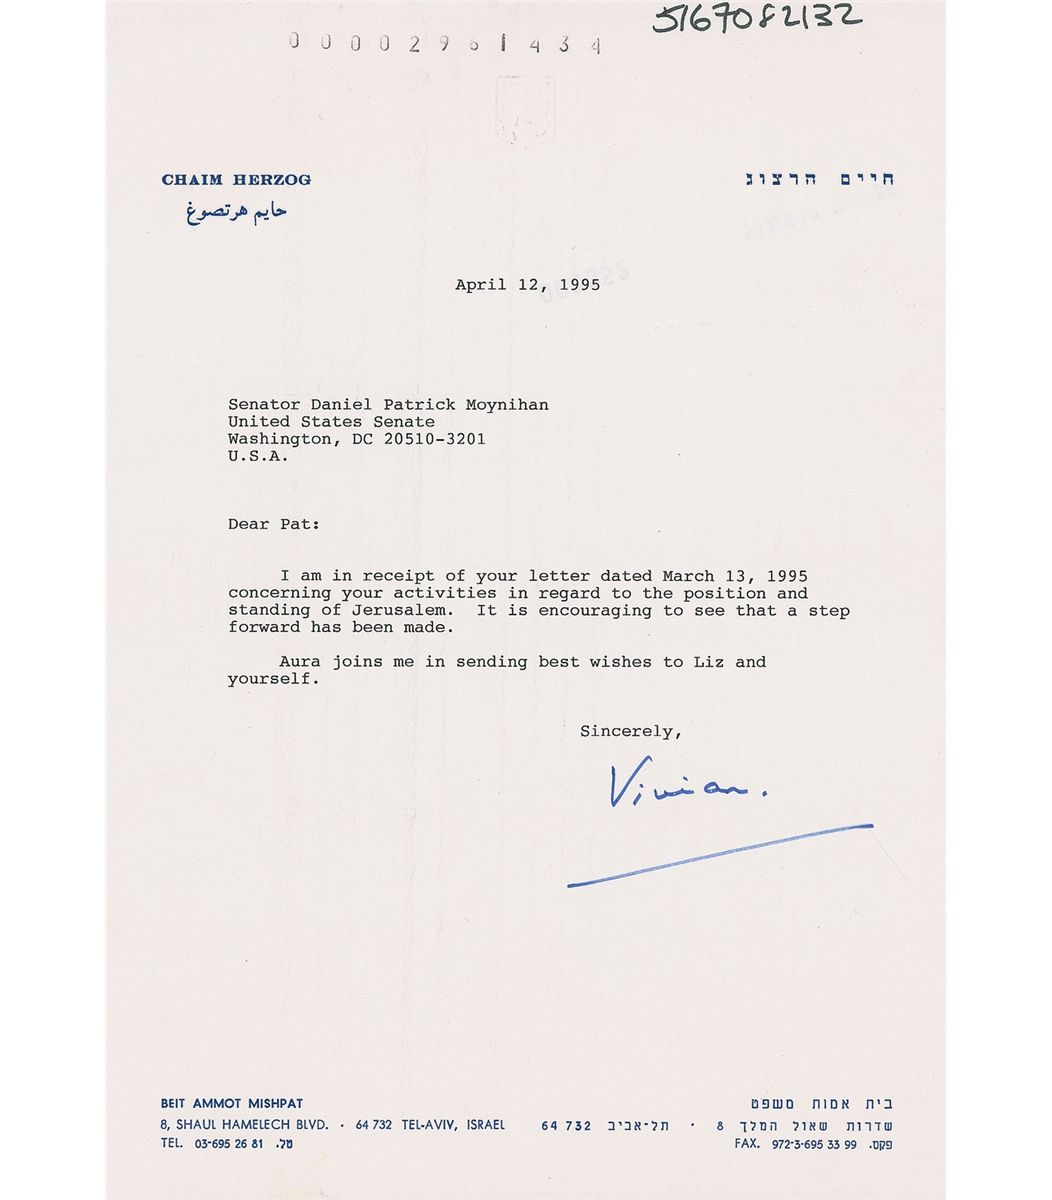 5167082132
00002961434
CHAIM HERZOG
חיים הרצוג
حايم هرتصوغ
April 12, 1995
Senator Daniel Patrick Moynihan
United States Senate
Washington, DC 20510-3201
U.S.A.
Dear Pat:
I am in receipt of your letter dated March 13, 1995
concerning your activities in regard to the position and
standing of Jerusalem. It is encouraging to see that a step
forward has been made.
Aura joins me in sending best wishes to Liz and
yourself.
Sincerely,
Vivian.
BEIT AMMOT MISHPAT
בית אמות משפט
8, SHAUL HAMELECH BLVD. · 64 732 TEL-AVIV, ISRAEL
שדרות שאול המלך 8 · תל-אביב 64 732
TEL. 03-695 26 81 טל.
FAX. 972-3-695 33 99 פקס.